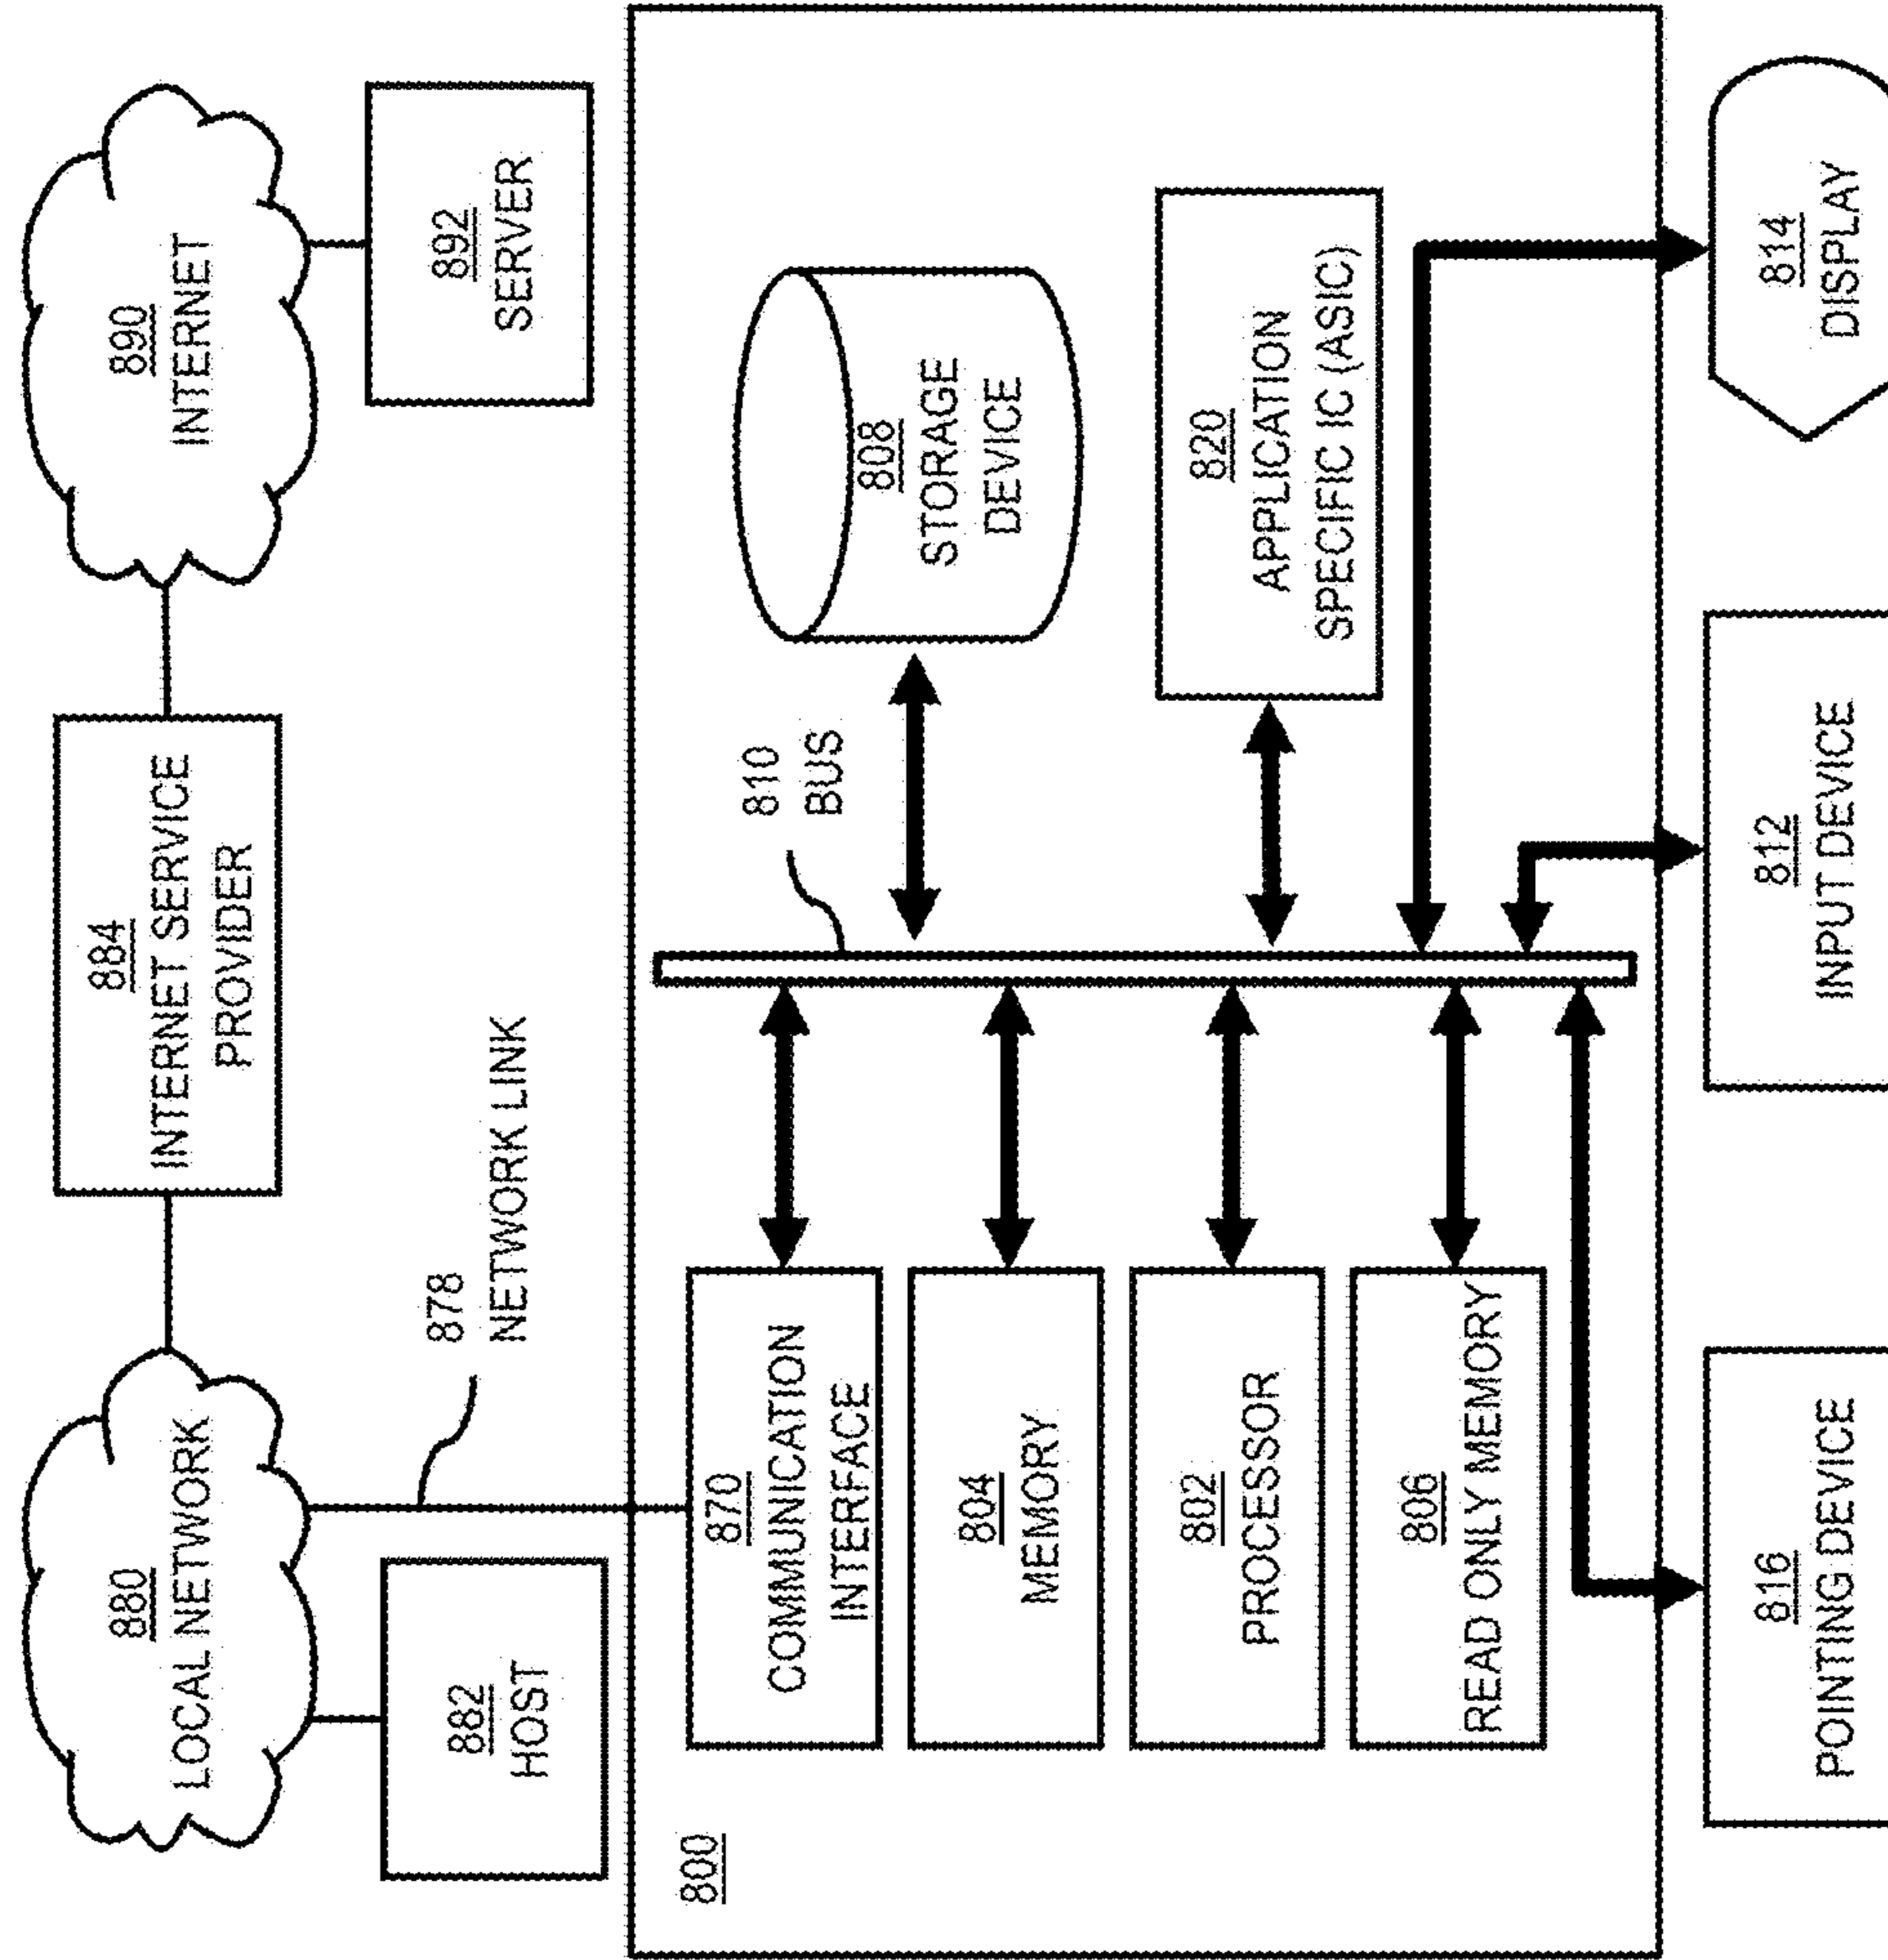 880
LOCAL NETWORK
884
INTERNET SERVICE
PROVIDER
890
INTERNET
882
HOST
878
NETWORK LINK
892
SERVER
800
870
COMMUNICATION
INTERFACE
810
BUS
808
STORAGE
DEVICE
804
MEMORY
802
PROCESSOR
820
APPLICATION
SPECIFIC IC (ASIC)
806
READ ONLY MEMORY
816
POINTING DEVICE
812
INPUT DEVICE
814
DISPLAY